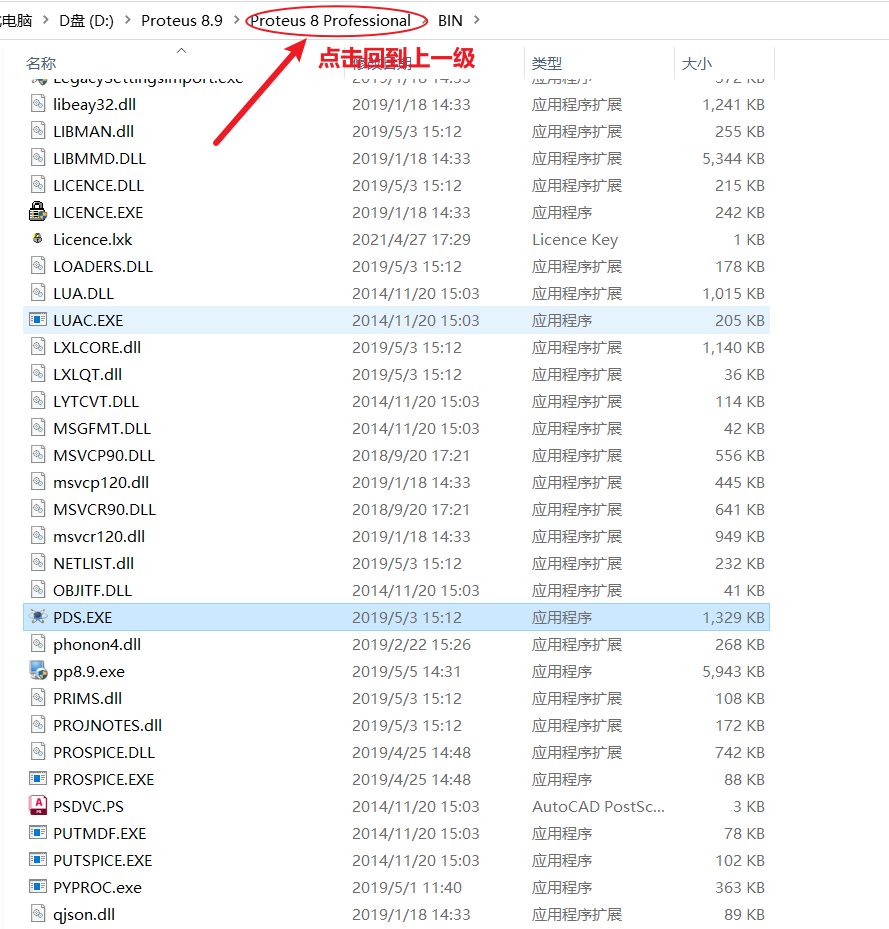 电脑 > D盘 (D:) > Proteus 8.9 > Proteus 8 Professional > BIN >
点击回到上一级
名称 修改日期 类型 大小
LegacySettingsImport.exe 2019/1/18 14:33 应用程序 372 KB
libeay32.dll 2019/1/18 14:33 应用程序扩展 1,241 KB
LIBMAN.dll 2019/5/3 15:12 应用程序扩展 255 KB
LIBMMD.DLL 2019/1/18 14:33 应用程序扩展 5,344 KB
LICENCE.DLL 2019/5/3 15:12 应用程序扩展 215 KB
LICENCE.EXE 2019/1/18 14:33 应用程序 242 KB
Licence.lxk 2021/4/27 17:29 Licence Key 1 KB
LOADERS.DLL 2019/5/3 15:12 应用程序扩展 178 KB
LUA.DLL 2014/11/20 15:03 应用程序扩展 1,015 KB
LUAC.EXE 2014/11/20 15:03 应用程序 205 KB
LXLCORE.dll 2019/5/3 15:12 应用程序扩展 1,140 KB
LXLQT.dll 2019/5/3 15:12 应用程序扩展 36 KB
LYTCVT.DLL 2014/11/20 15:03 应用程序扩展 114 KB
MSGFMT.DLL 2014/11/20 15:03 应用程序扩展 42 KB
MSVCP90.DLL 2018/9/20 17:21 应用程序扩展 556 KB
msvcp120.dll 2019/1/18 14:33 应用程序扩展 445 KB
MSVCR90.DLL 2018/9/20 17:21 应用程序扩展 641 KB
msvcr120.dll 2019/1/18 14:33 应用程序扩展 949 KB
NETLIST.dll 2019/5/3 15:12 应用程序扩展 232 KB
OBJITF.DLL 2014/11/20 15:03 应用程序扩展 41 KB
PDS.EXE 2019/5/3 15:12 应用程序 1,329 KB
phonon4.dll 2019/2/22 15:26 应用程序扩展 268 KB
pp8.9.exe 2019/5/5 14:31 应用程序 5,943 KB
PRIMS.dll 2019/5/3 15:12 应用程序扩展 108 KB
PROJNOTES.dll 2019/5/3 15:12 应用程序扩展 172 KB
PROSPICE.DLL 2019/4/25 14:48 应用程序扩展 742 KB
PROSPICE.EXE 2019/4/25 14:48 应用程序 88 KB
PSDVC.PS 2014/11/20 15:03 AutoCAD PostSc... 3 KB
PUTMDF.EXE 2014/11/20 15:03 应用程序 78 KB
PUTSPICE.EXE 2014/11/20 15:03 应用程序 102 KB
PYPROC.exe 2019/5/1 11:40 应用程序 363 KB
qjson.dll 2019/1/18 14:33 应用程序扩展 89 KB